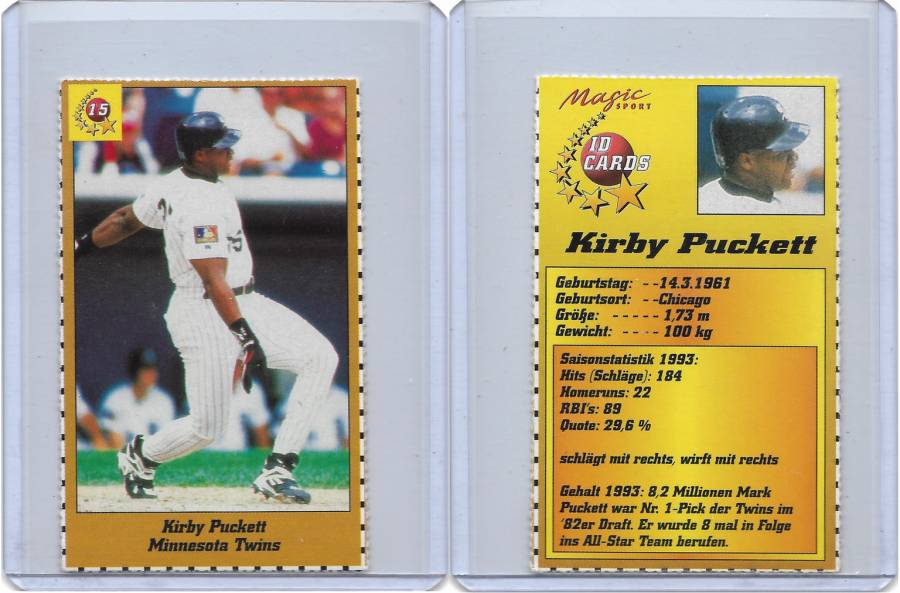 15
Kirby Puckett
Minnesota Twins
Magic
SPORT
ID
CARDS
Kirby Puckett
Geburtstag: - -14.3.1961
Geburtsort: - -Chicago
Größe: - - - - - 1,73 m
Gewicht: - - - - 100 kg
Saisonstatistik 1993:
Hits (Schläge): 184
Homeruns: 22
RBI's: 89
Quote: 29,6 %
schlägt mit rechts, wirft mit rechts
Gehalt 1993: 8,2 Millionen Mark
Puckett war Nr. 1-Pick der Twins im
'82er Draft. Er wurde 8 mal in Folge
ins All-Star Team berufen.